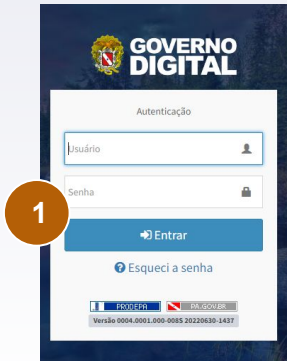 GOVERNO
DIGITAL
Autenticação
Usuário
Senha
1
Entrar
Esqueci a senha
PRODEPA PA.GOV.BR
Versão 0004.0001.000-0085 20220630-1437